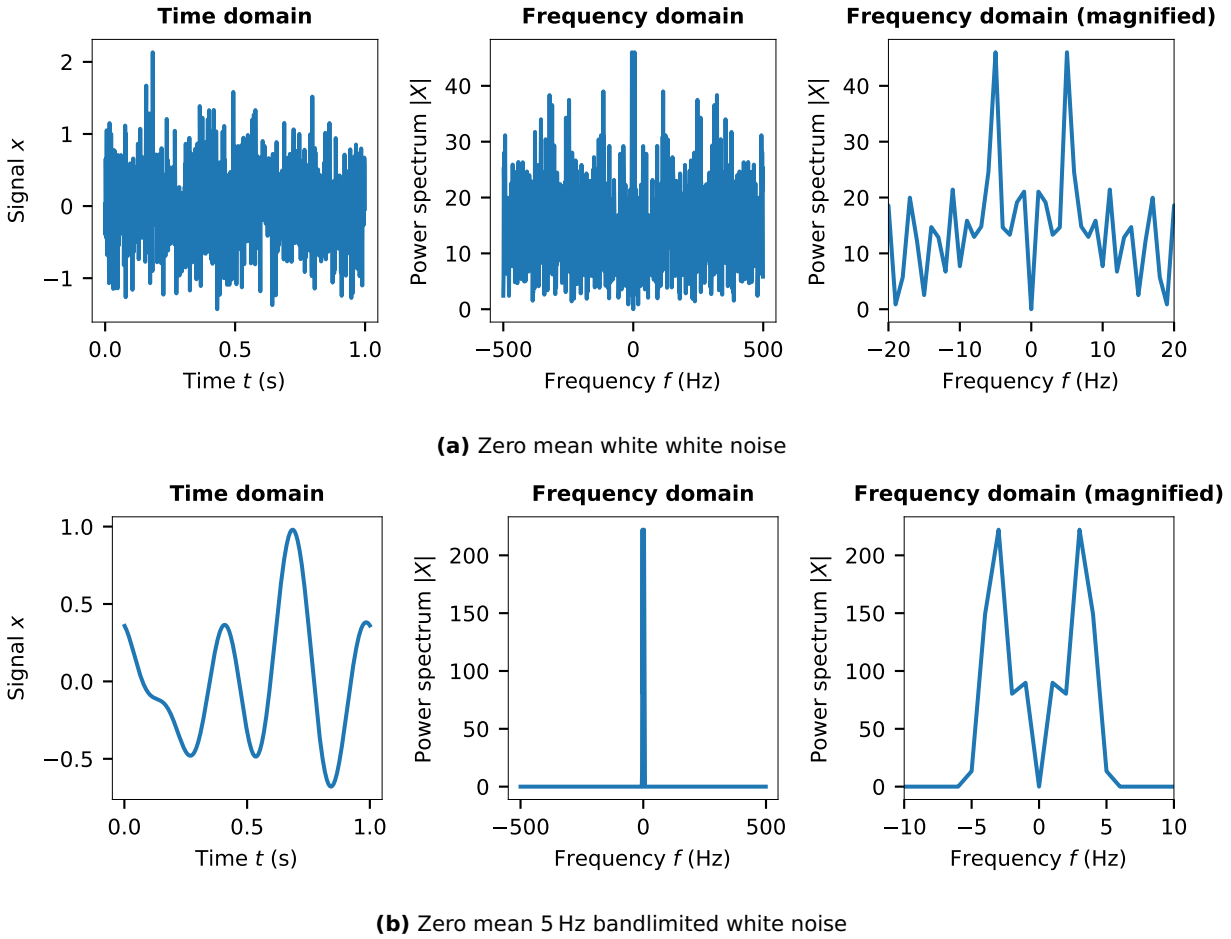 Time domain
Frequency domain
Frequency domain (magnified)
Signal x
2
1
0
−1
0.0
0.5
1.0
Time t (s)
Power spectrum |X|
40
30
20
10
0
−500
0
500
Frequency f (Hz)
Power spectrum |X|
40
30
20
10
0
−20
−10
0
10
20
Frequency f (Hz)
(a) Zero mean white white noise
Time domain
Frequency domain
Frequency domain (magnified)
Signal x
1.0
0.5
0.0
−0.5
0.0
0.5
1.0
Time t (s)
Power spectrum |X|
200
150
100
50
0
−500
0
500
Frequency f (Hz)
Power spectrum |X|
200
150
100
50
0
−10
−5
0
5
10
Frequency f (Hz)
(b) Zero mean 5 Hz bandlimited white noise